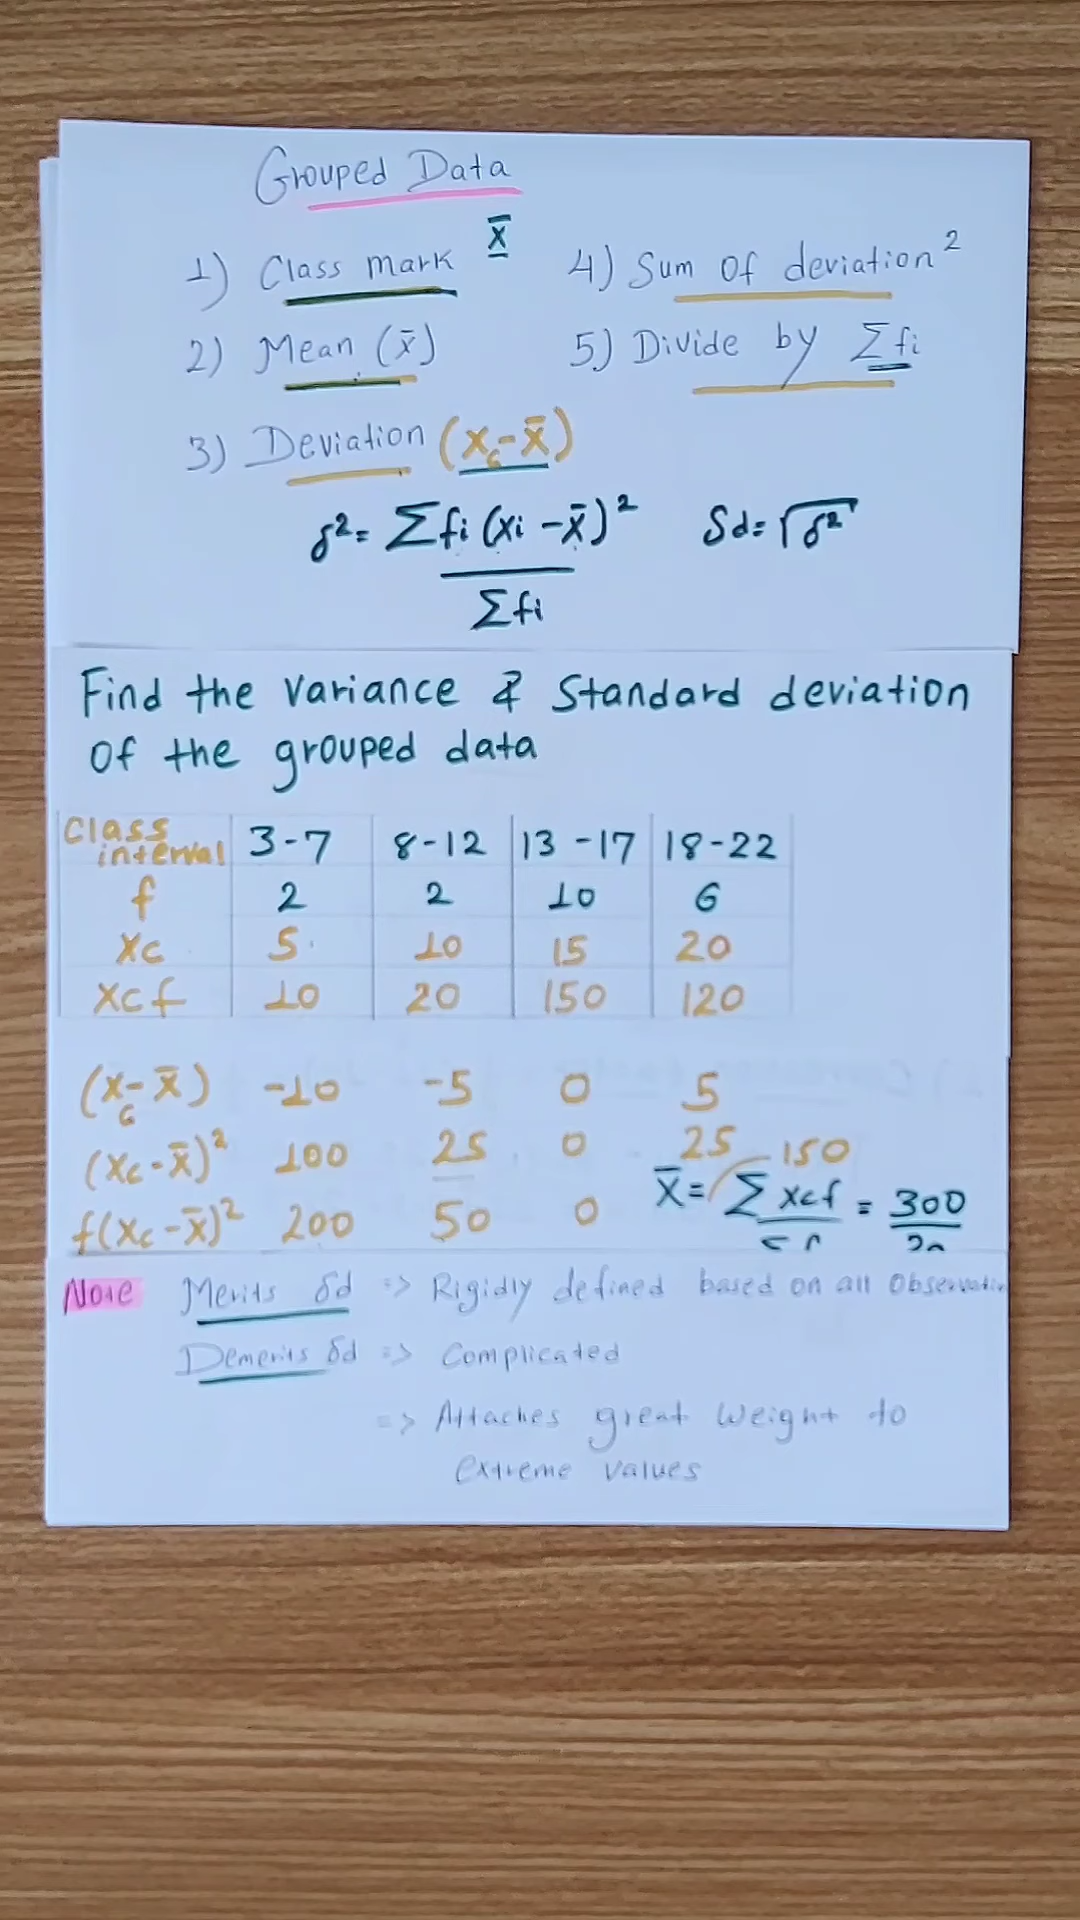 Grouped Data
1) Class mark x̄
2) Mean (x̄)
3) Deviation (xc-x̄)
4) Sum of deviation²
5) Divide by Σfi
δ² = Σfi (xi - x̄)² / Σfi
δd = √δ²
Find the variance & Standard deviation
of the grouped data
Class interval 3-7 8-12 13-17 18-22
f 2 2 10 6
xc 5 10 15 20
xcf 10 20 150 120
(xc-x̄) -10 -5 0 5
(xc-x̄)² 100 25 0 25
f(xc-x̄)² 200 50 0 150
x̄ = Σxcf = 300
Note Merits δd => Rigidly defined based on all Observation
Demerits δd => Complicated
=> Attaches great weight to
extreme values